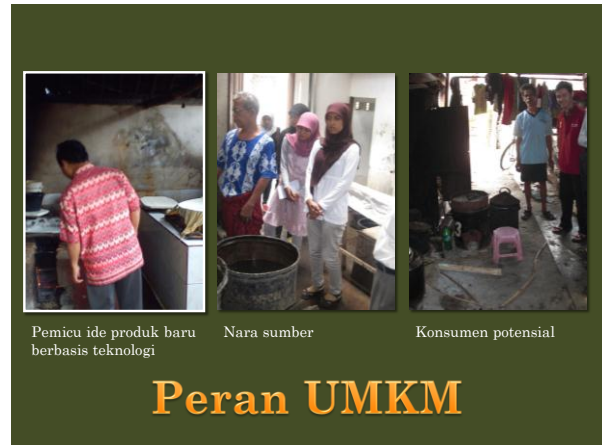 Pemicu ide produk baru
berbasis teknologi
Nara sumber
Konsumen potensial
Peran UMKM